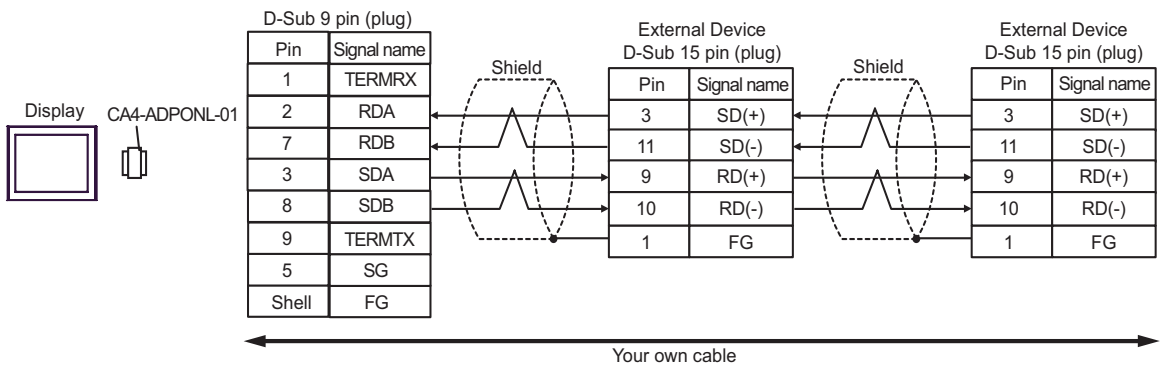 D-Sub 9 pin (plug)
Pin Signal name
1 TERMRX
2 RDA
7 RDB
3 SDA
8 SDB
9 TERMTX
5 SG
Shell FG
Display
CA4-ADPONL-01
Shield
External Device
D-Sub 15 pin (plug)
Pin Signal name
3 SD(+)
11 SD(-)
9 RD(+)
10 RD(-)
1 FG
Shield
External Device
D-Sub 15 pin (plug)
Pin Signal name
3 SD(+)
11 SD(-)
9 RD(+)
10 RD(-)
1 FG
Your own cable